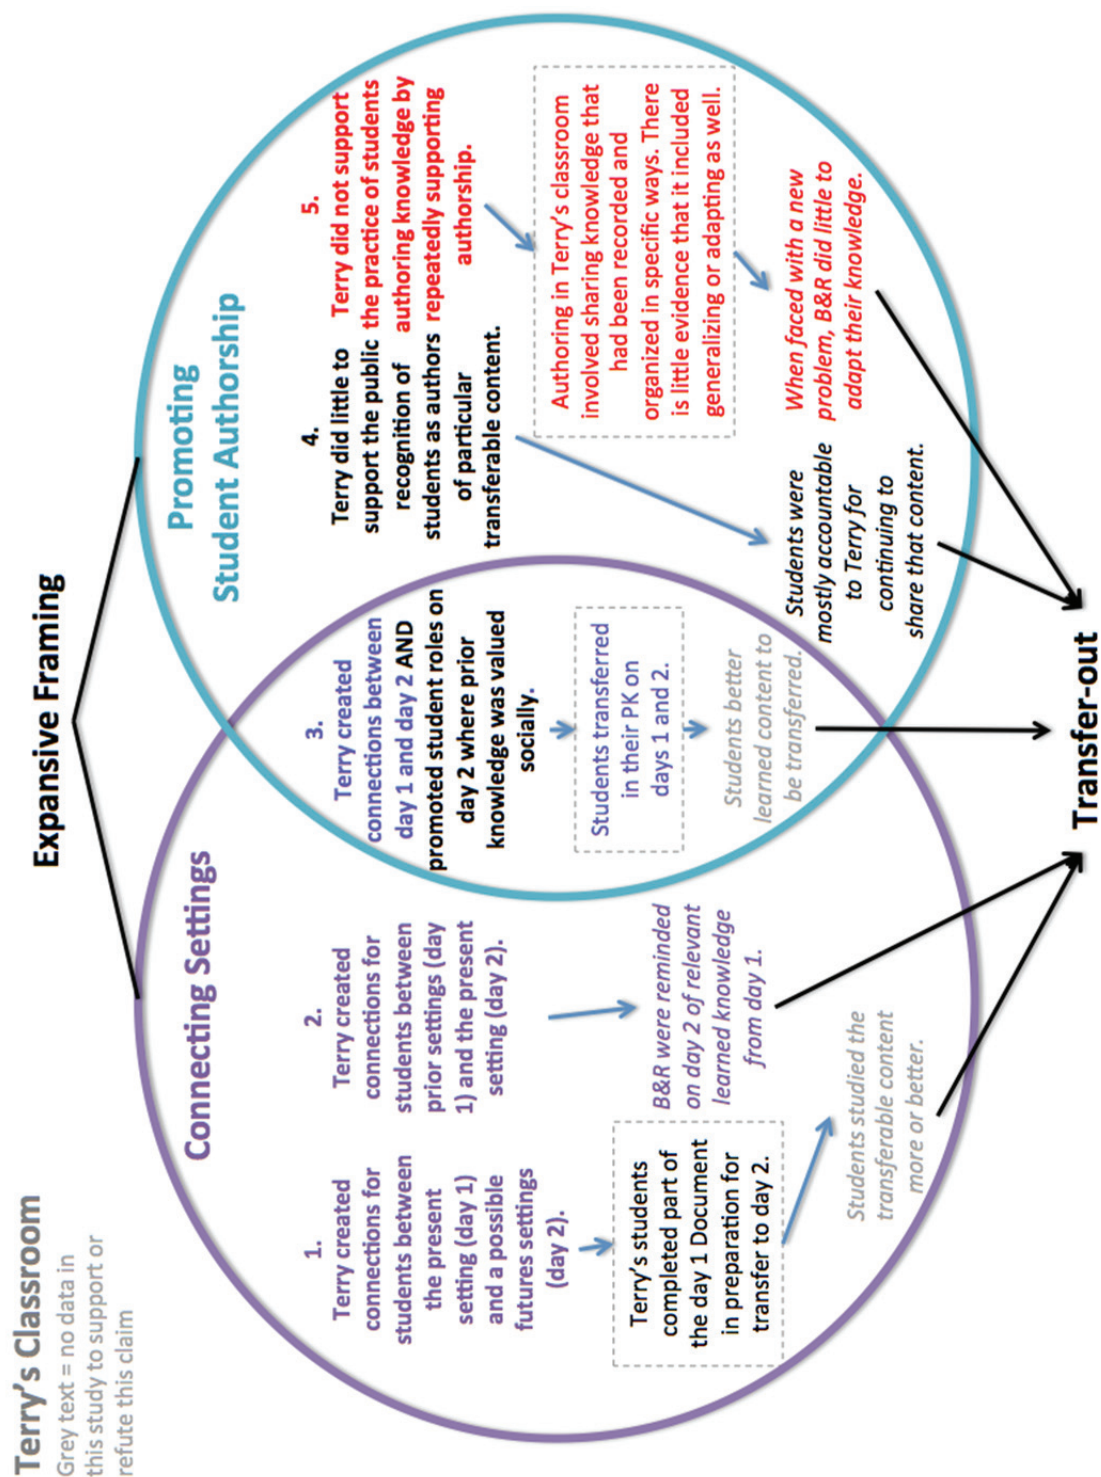 Terry's Classroom
Grey text = no data in
this study to support or
refute this claim
Expansive Framing
Connecting Settings
Promoting
Student Authorship
1.
Terry created
connections for
students between
the present
setting (day 1)
and a possible
futures settings
(day 2).
Terry's students
completed part of
the day 1 Document
in preparation for
transfer to day 2.
Students studied the
transferable content
more or better.
2.
Terry created
connections for
students between
prior settings (day
1) and the present
setting (day 2).
B&R were reminded
on day 2 of relevant
learned knowledge
from day 1.
3.
Terry created
connections between
day 1 and day 2 AND
promoted student roles on
day 2 where prior
knowledge was valued
socially.
Students transferred
in their PK on
days 1 and 2.
Students better
learned content to
be transferred.
4.
Terry did little to
support the public
recognition of
students as authors
of particular
transferable content.
Students were
mostly accountable
to Terry for
continuing to
share that content.
5.
Terry did not support
the practice of students
authoring knowledge by
repeatedly supporting
authorship.
Authoring in Terry's classroom
involved sharing knowledge that
had been recorded and
organized in specific ways. There
is little evidence that it included
generalizing or adapting as well.
When faced with a new
problem, B&R did little to
adapt their knowledge.
Transfer-out